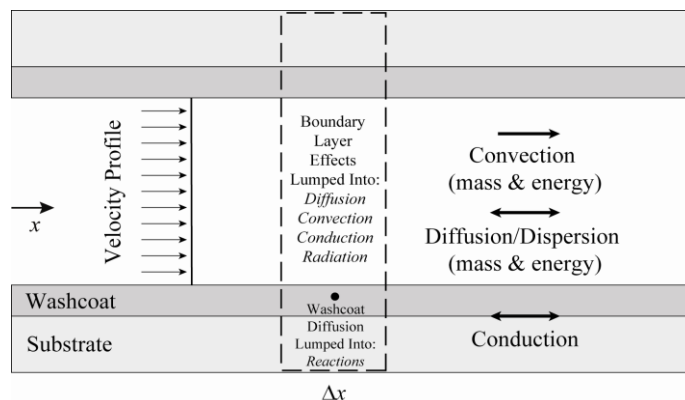 Velocity Profile
x
Boundary
Layer
Effects
Lumped Into:
Diffusion
Convection
Conduction
Radiation
Convection
(mass & energy)
Diffusion/Dispersion
(mass & energy)
Washcoat
Substrate
Washcoat
Diffusion
Lumped Into:
Reactions
Conduction
Δx